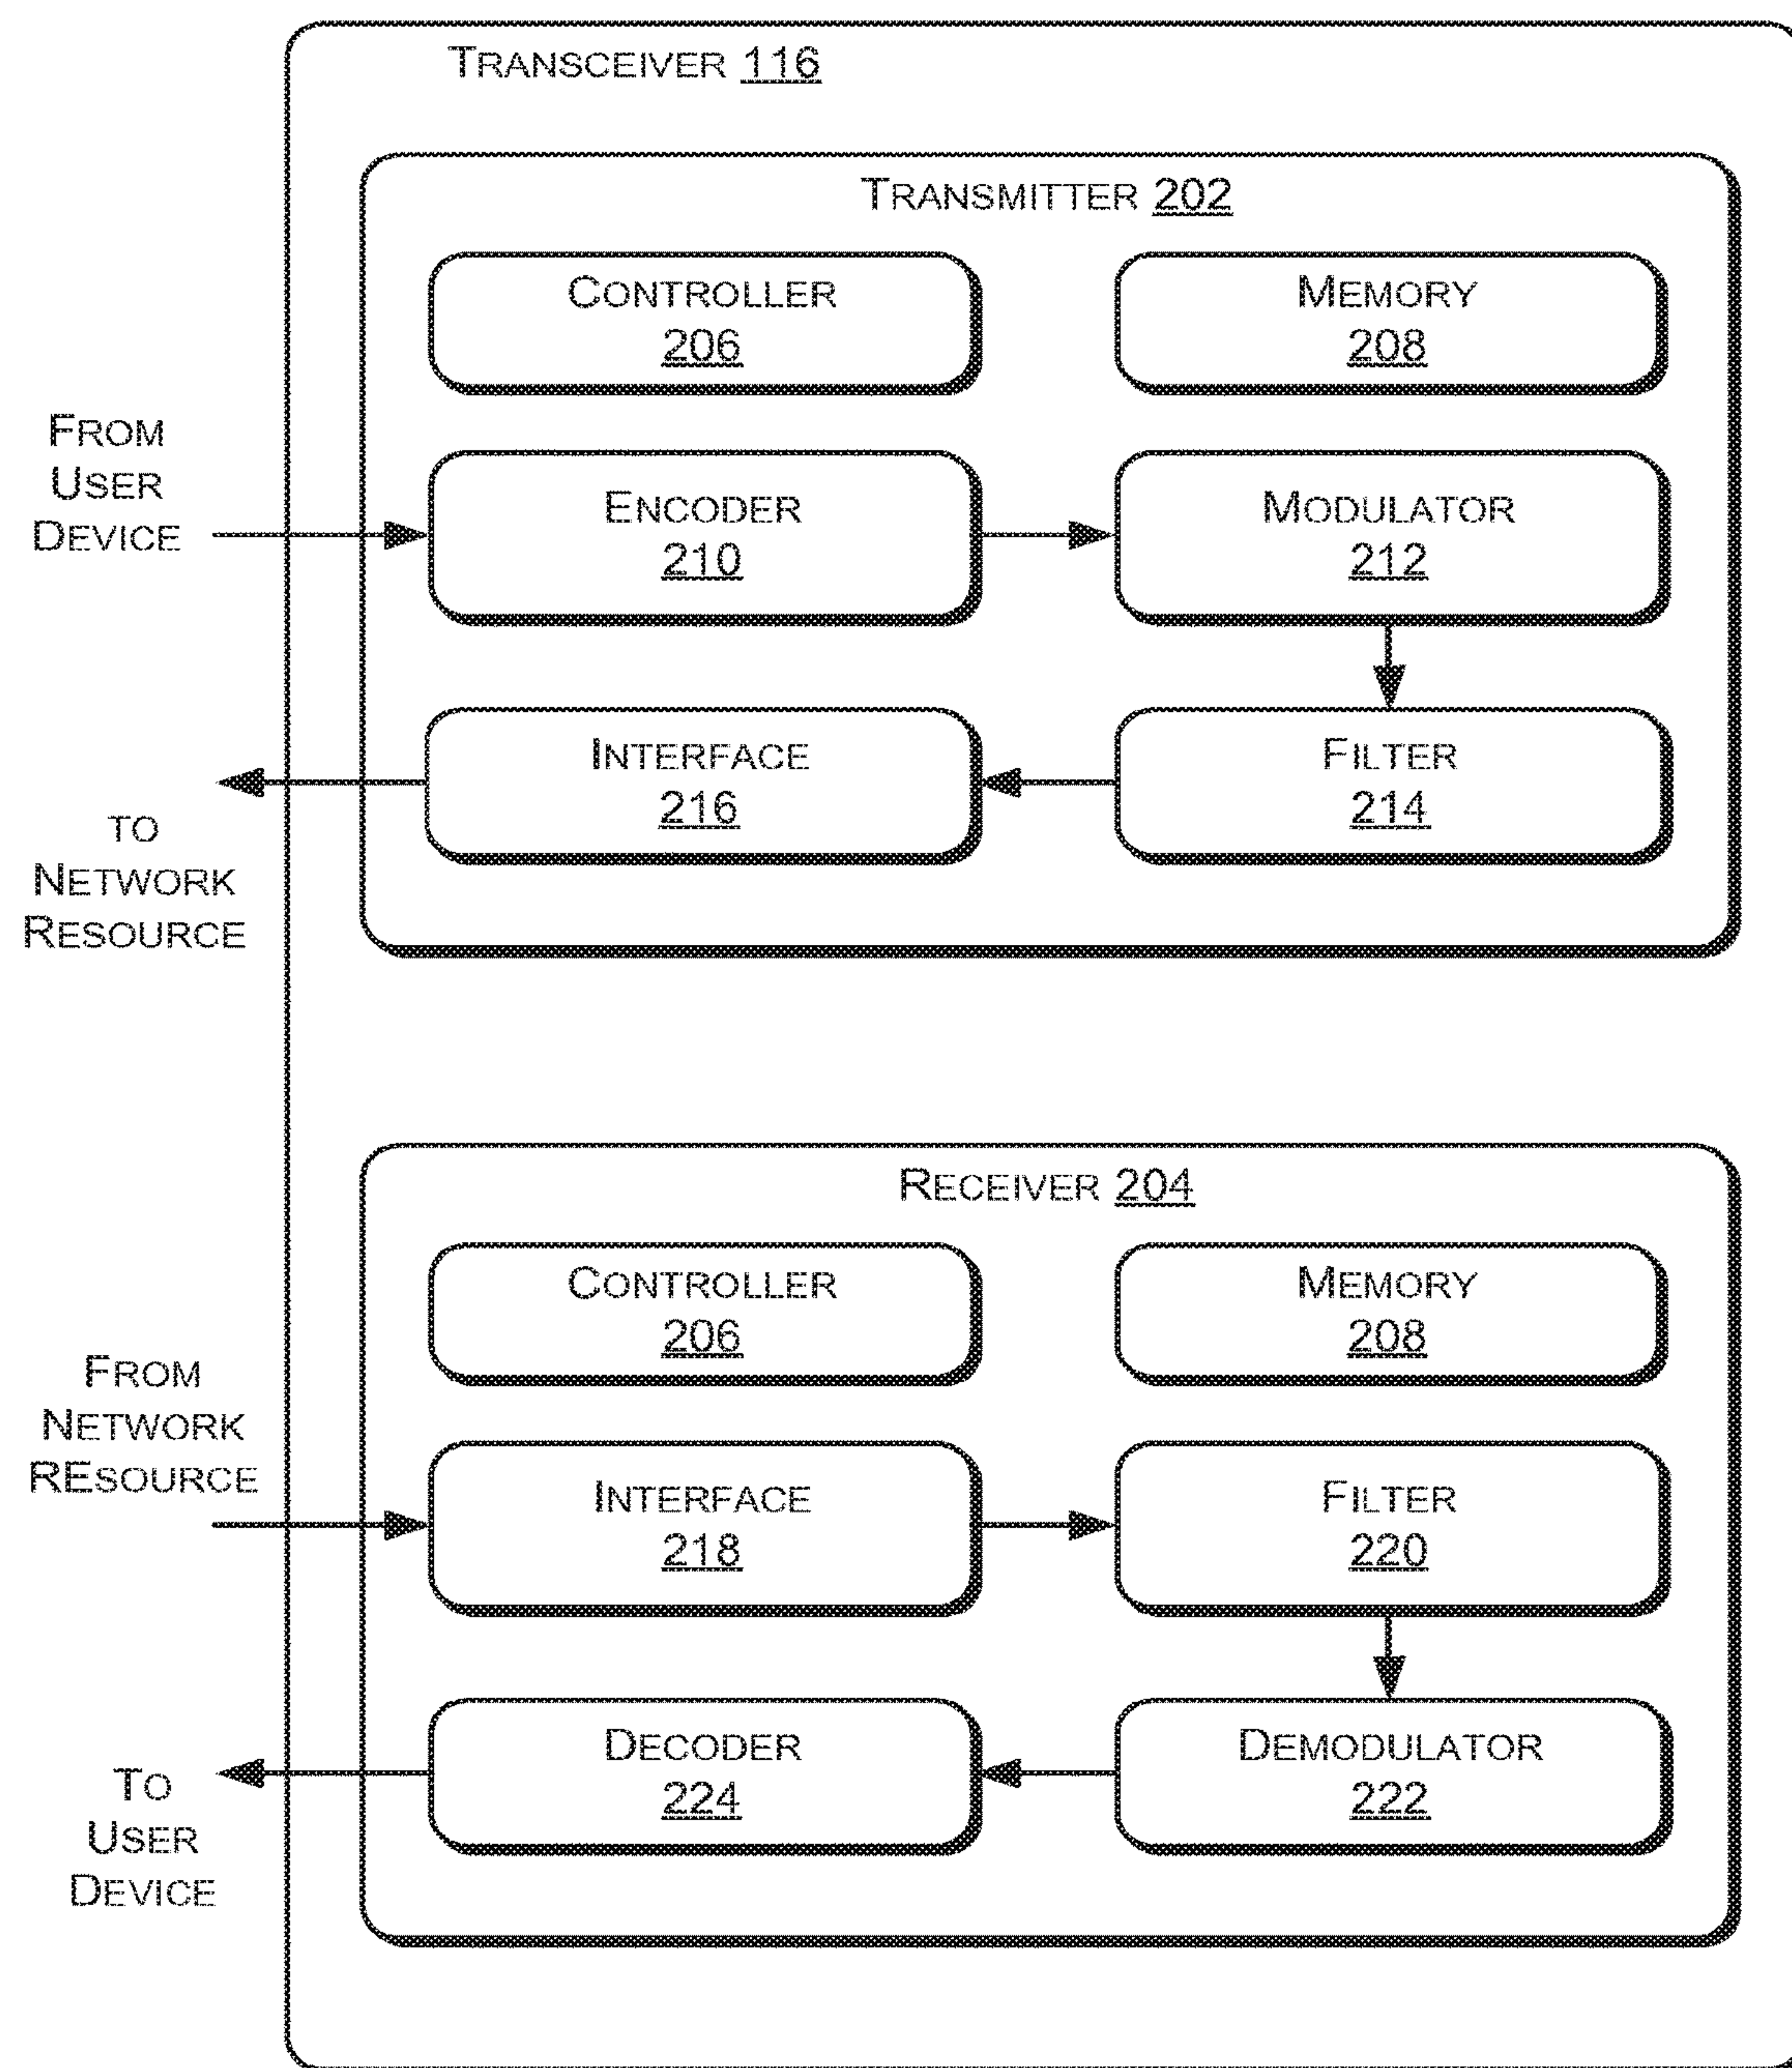 TRANSCEIVER 116
TRANSMITTER 202
CONTROLLER
206
MEMORY
208
FROM
USER
DEVICE
ENCODER
210
MODULATOR
212
INTERFACE
216
FILTER
214
TO
NETWORK
RESOURCE
RECEIVER 204
CONTROLLER
206
MEMORY
208
FROM
NETWORK
RESOURCE
INTERFACE
218
FILTER
220
DECODER
224
DEMODULATOR
222
TO
USER
DEVICE